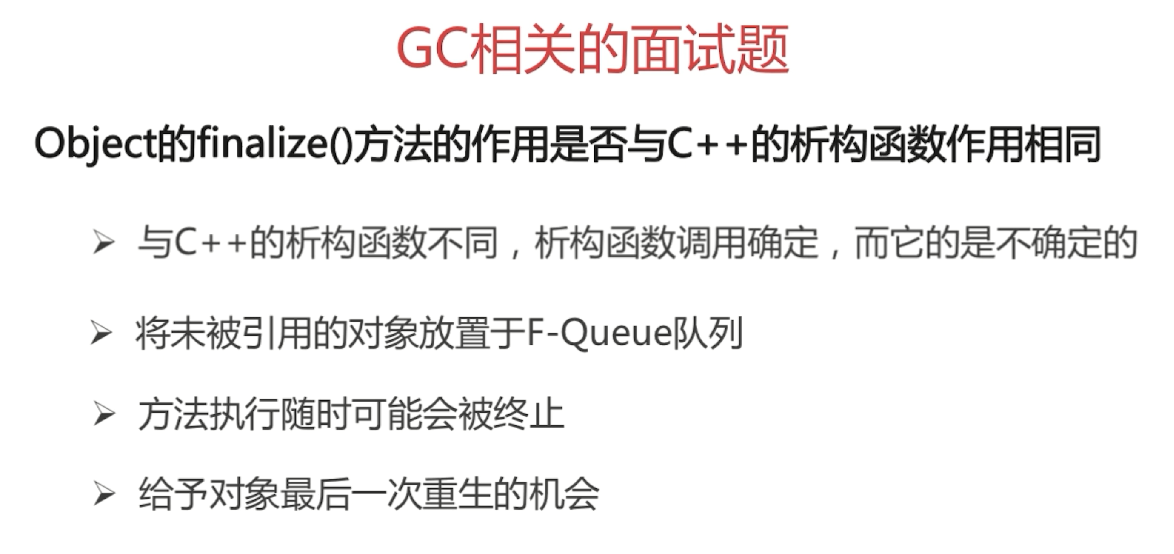 GC相关的面试题
Object的finalize()方法的作用是否与C++的析构函数作用相同
➢ 与C++的析构函数不同，析构函数调用确定，而它的是不确定的
➢ 将未被引用的对象放置于F-Queue队列
➢ 方法执行随时可能会被终止
➢ 给予对象最后一次重生的机会